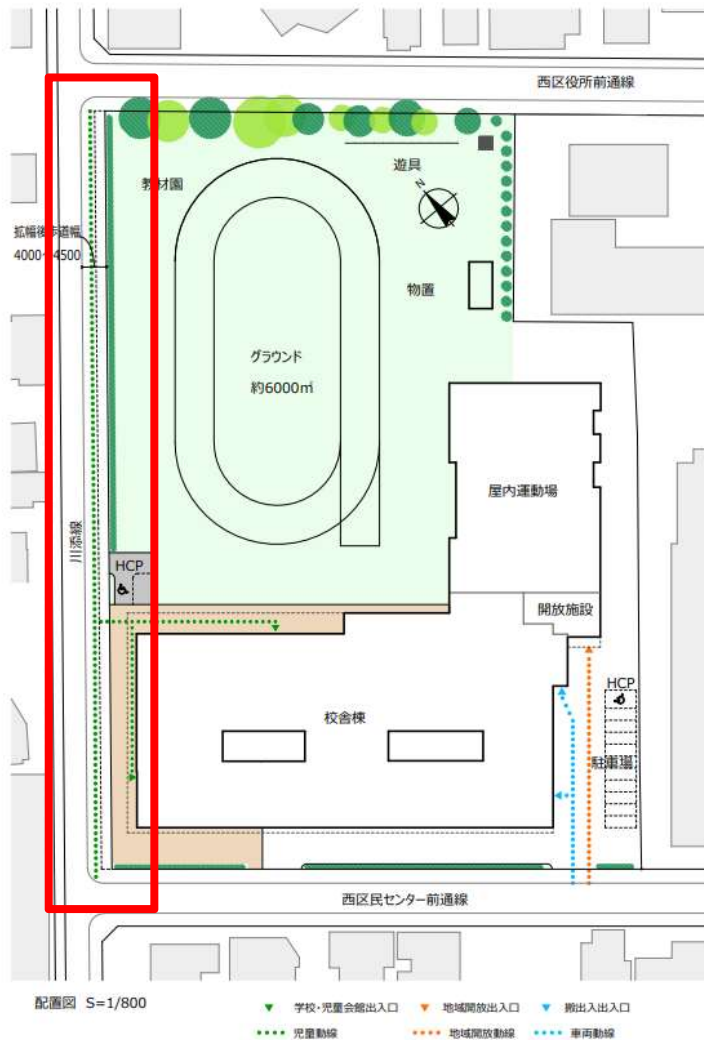 西区役所前通線
遊具
教材園
N
拡幅後歩道幅
4000～4500
物置
グラウンド
約6000㎡
屋内運動場
川添線
HCP
開放施設
HCP
校舎棟
駐車場
西区民センター前通線
配置図 S=1/800
学校・児童会館出入口 地域開放出入口 搬出入出入口
児童動線 地域開放動線 車両動線